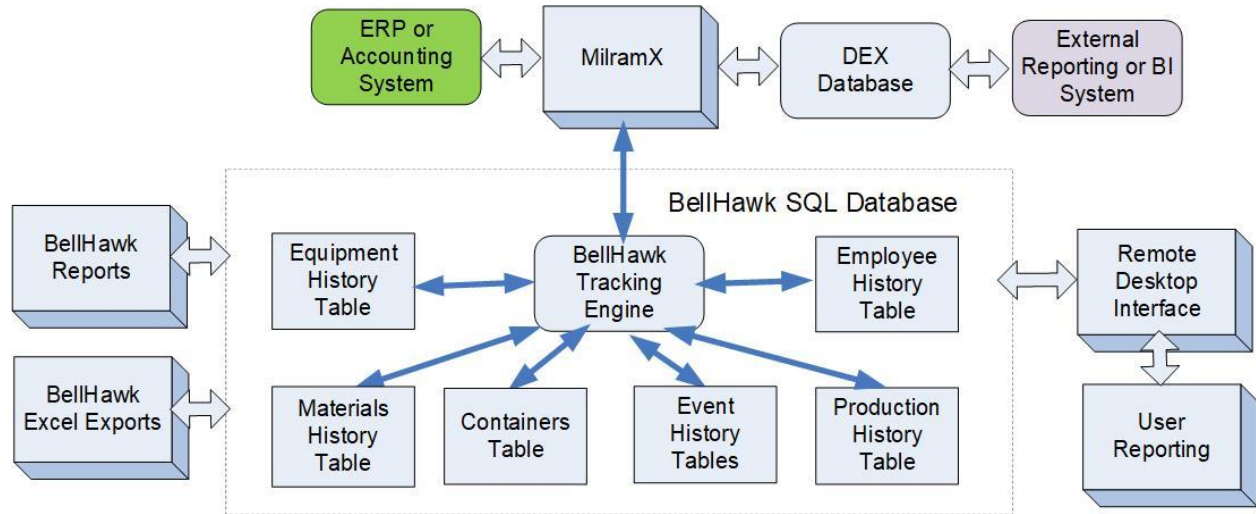 ERP or
Accounting
System
MilramX
DEX
Database
External
Reporting or BI
System
BellHawk SQL Database
BellHawk
Reports
Equipment
History
Table
BellHawk
Tracking
Engine
Employee
History
Table
Remote
Desktop
Interface
BellHawk
Excel Exports
Materials
History
Table
Containers
Table
Event
History
Tables
Production
History
Table
User
Reporting